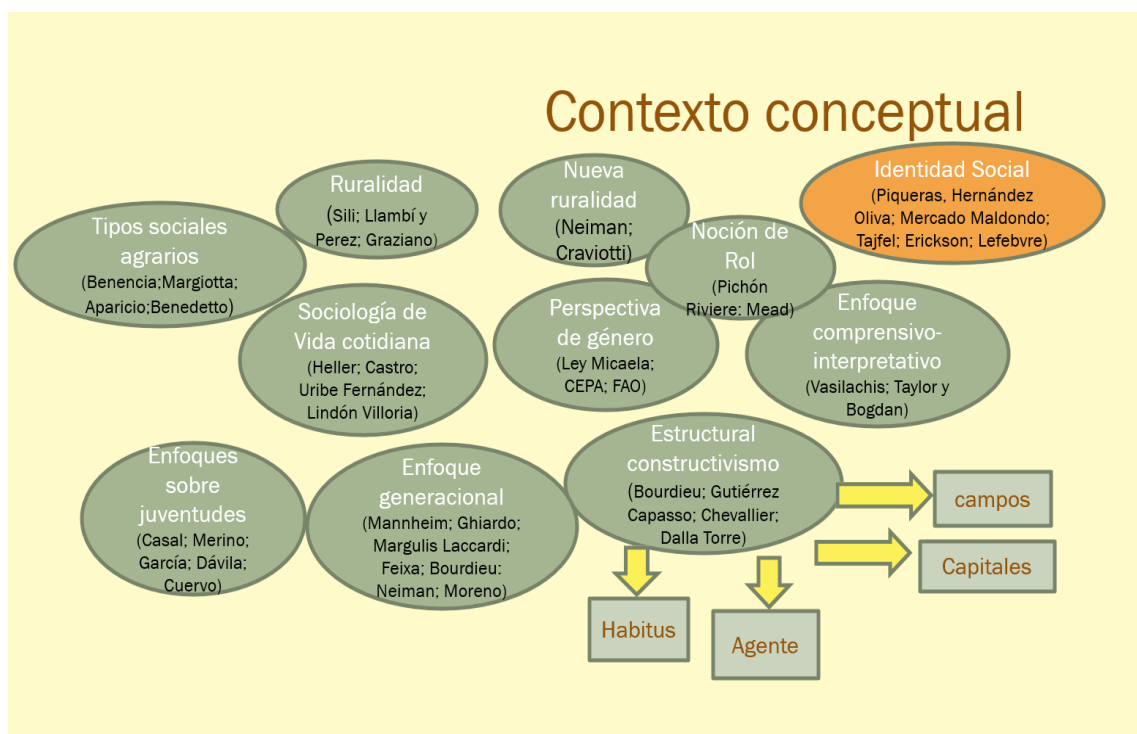 Contexto conceptual
Tipos sociales
agrarios
(Benencia;Margiotta;
Aparicio;Benedetto)
Ruralidad
(Sili; Llambí y
Perez; Graziano)
Nueva
ruralidad
(Neiman;
Craviotti)
Noción de
Rol
(Pichón
Riviere: Mead)
Identidad Social
(Piqueras, Hernández
Oliva; Mercado Maldondo;
Tajfel; Erickson; Lefebvre)
Sociología de
Vida cotidiana
(Heller; Castro;
Uribe Fernández;
Lindón Villoria)
Perspectiva
de género
(Ley Micaela;
CEPA; FAO)
Enfoque
comprensivo-
interpretativo
(Vasilachis; Taylor y
Bogdan)
Enfoques
sobre
juventudes
(Casal; Merino;
García; Dávila;
Cuervo)
Enfoque
generacional
(Mannheim; Ghiardo;
Margulis Laccardi;
Feixa; Bourdieu:
Neiman; Moreno)
Estructural
constructivismo
(Bourdieu; Gutiérrez
Capasso; Chevallier;
Dalla Torre)
campos
Capitales
Habitus
Agente